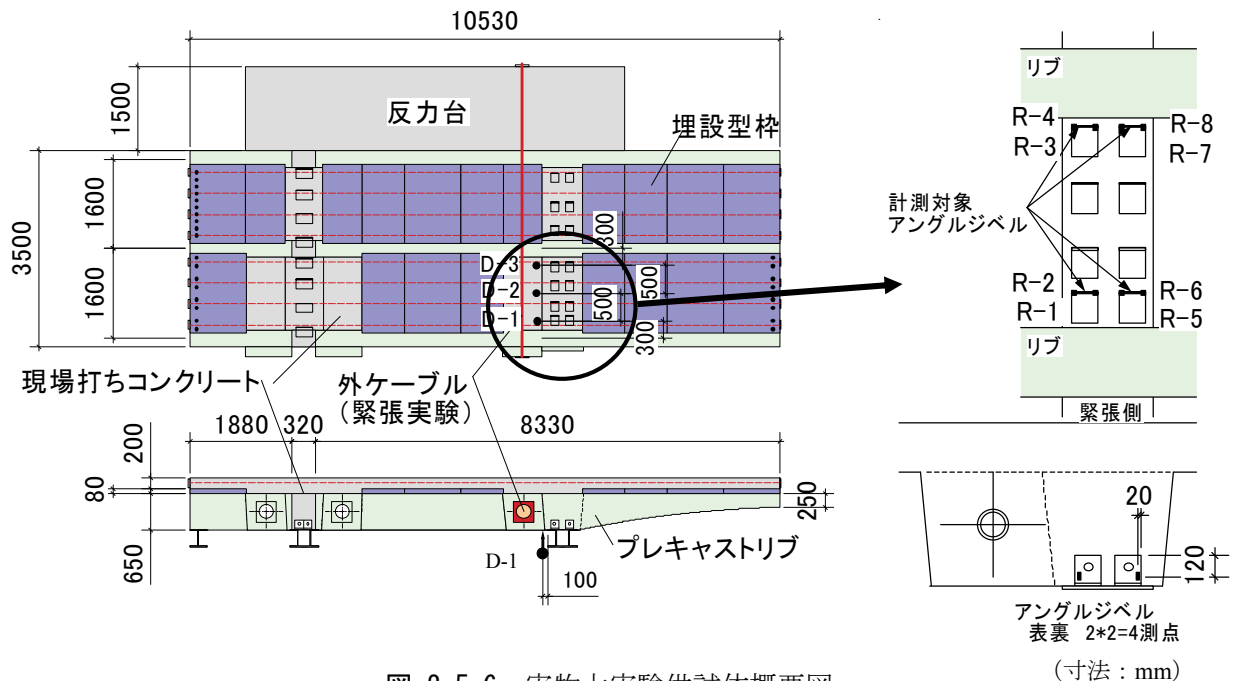 10530
1500
反力台
埋設型枠
3500
1600
1600
300
D-3
D-2
D-1
500
500
300
現場打ちコンクリート
外ケーブル
（緊張実験）
1880
320
8330
200
80
650
250
D-1
100
プレキャストリブ
リブ
R-4
R-3
R-8
R-7
計測対象
アングルジベル
R-2
R-1
R-6
R-5
リブ
緊張側
20
120
アングルジベル
表裏 2*2=4測点
（寸法：mm）